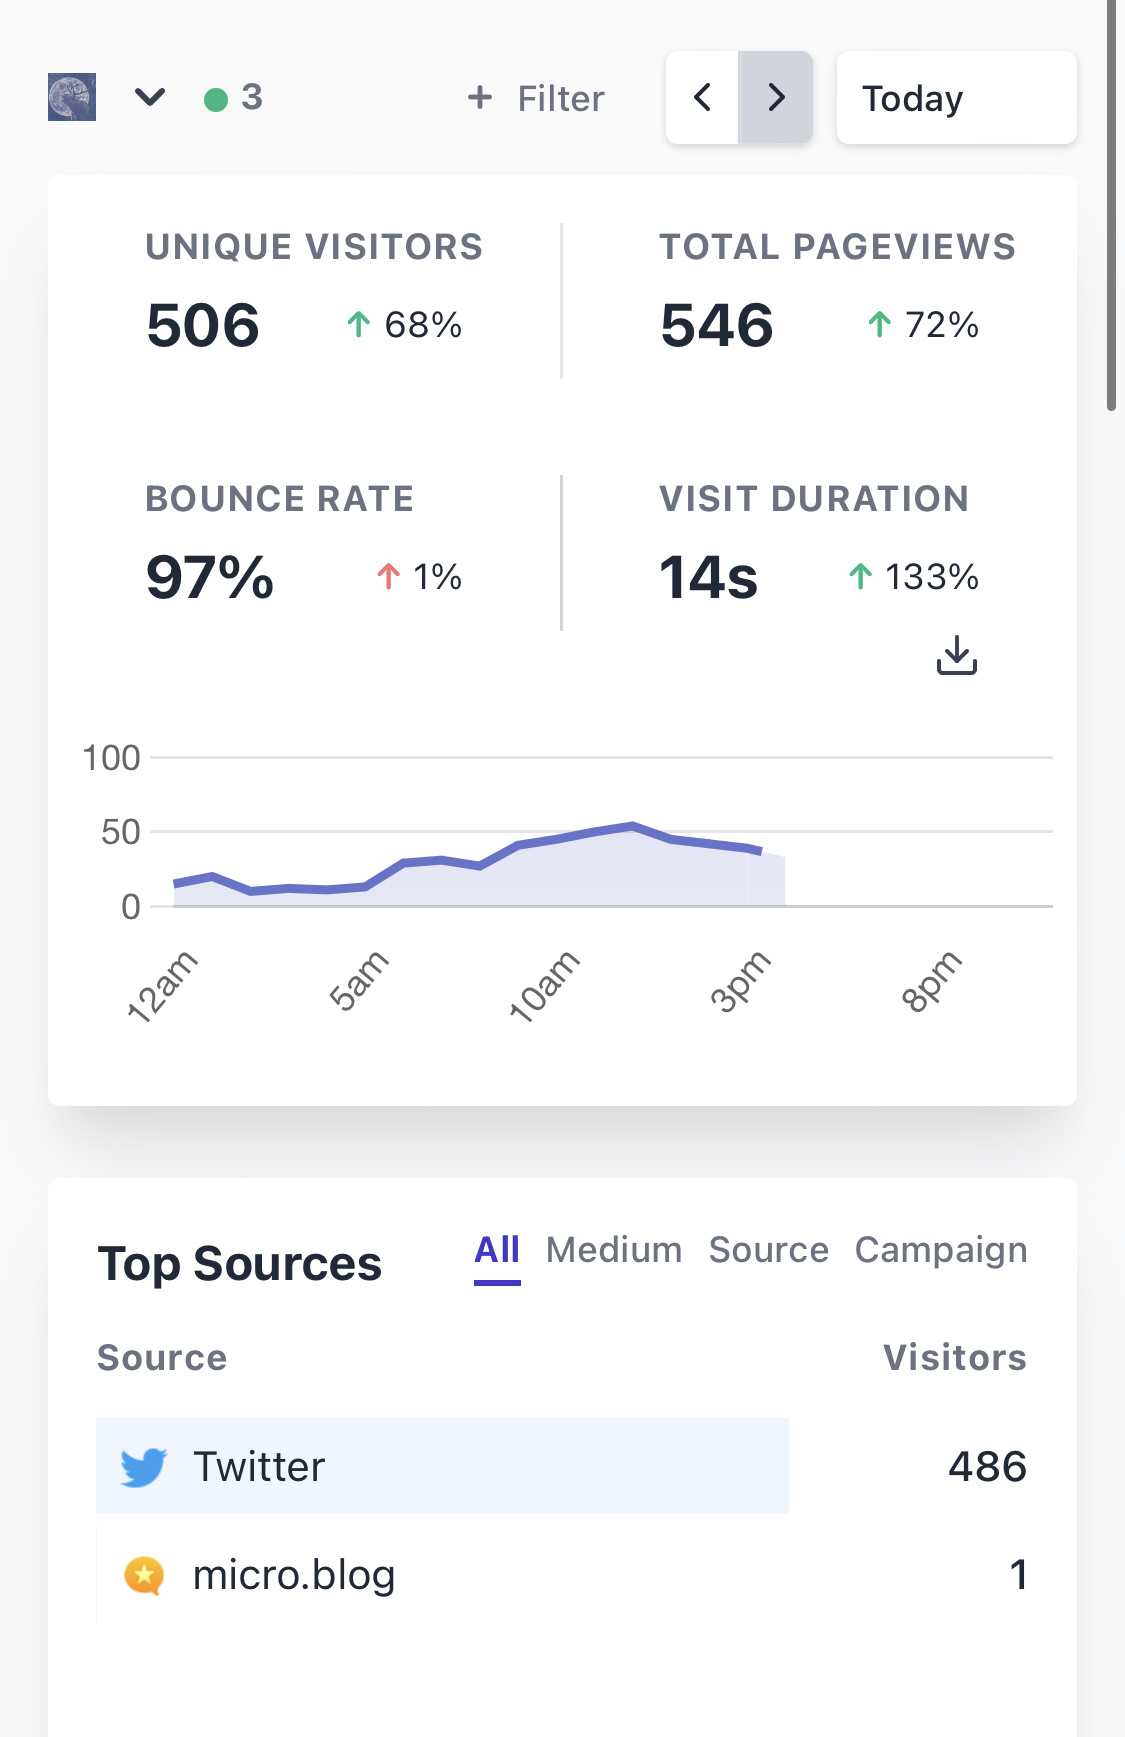 3
+ Filter
Today
UNIQUE VISITORS
506 ↑ 68%
TOTAL PAGEVIEWS
546 ↑ 72%
BOUNCE RATE
97% ↑ 1%
VISIT DURATION
14s ↑ 133%
100
50
0
12am 5am 10am 3pm 8pm
Top Sources
All Medium Source Campaign
Source Visitors
Twitter 486
micro.blog 1